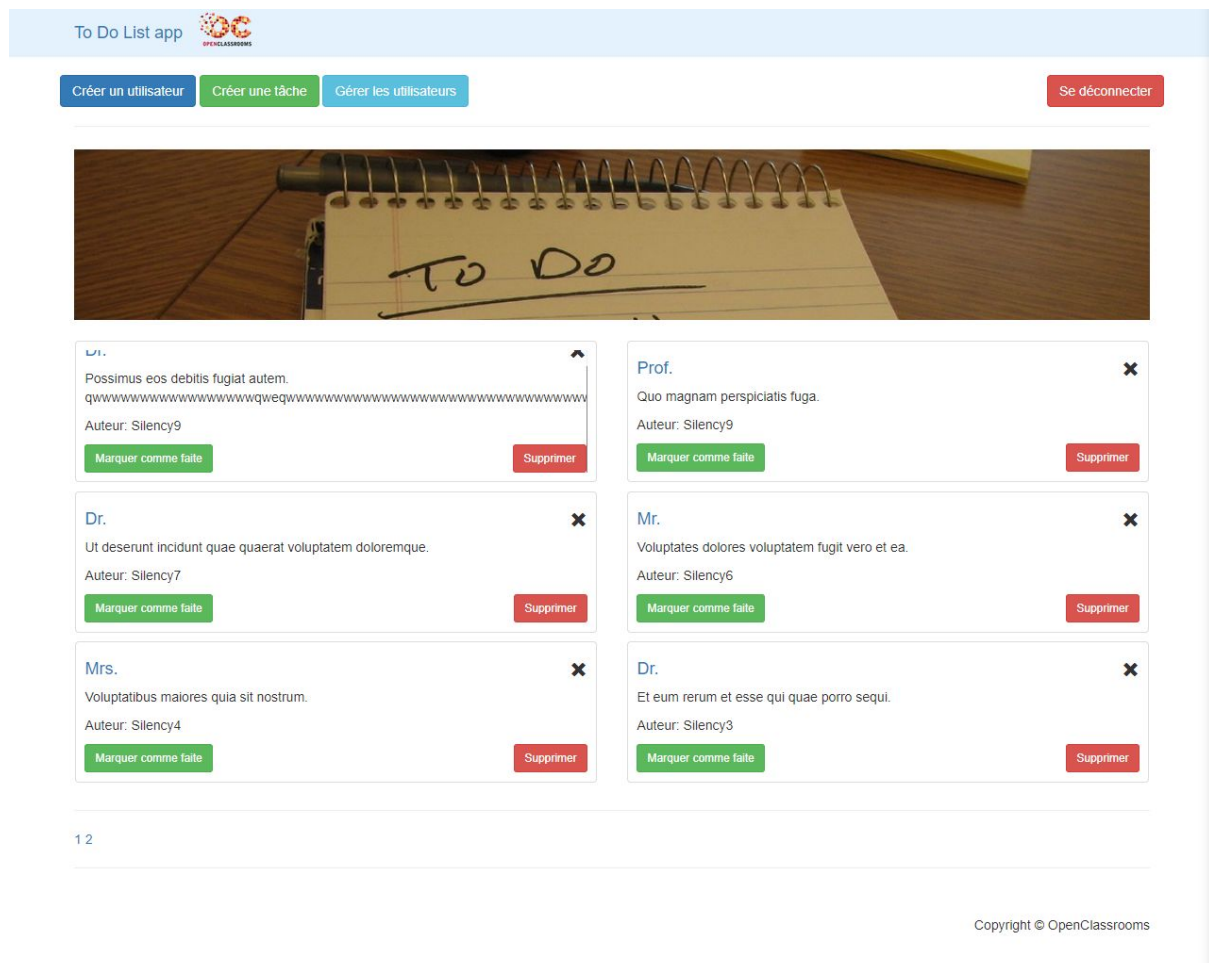 To Do List app
OPENCLASSROOMS
Créer un utilisateur Créer une tâche Gérer les utilisateurs Se déconnecter
To Do
Dr.
Possimus eos debitis fugiat autem.
Auteur: Silency9
Marquer comme faite Supprimer
Prof.
Quo magnam perspiciatis fuga.
Auteur: Silency9
Marquer comme faite Supprimer
Dr.
Ut deserunt incidunt quae quaerat voluptatem doloremque.
Auteur: Silency7
Marquer comme faite Supprimer
Mr.
Voluptates dolores voluptatem fugit vero et ea.
Auteur: Silency6
Marquer comme faite Supprimer
Mrs.
Voluptatibus maiores quia sit nostrum.
Auteur: Silency4
Marquer comme faite Supprimer
Dr.
Et eum rerum et esse qui quae porro sequi.
Auteur: Silency3
Marquer comme faite Supprimer
1 2
Copyright © OpenClassrooms